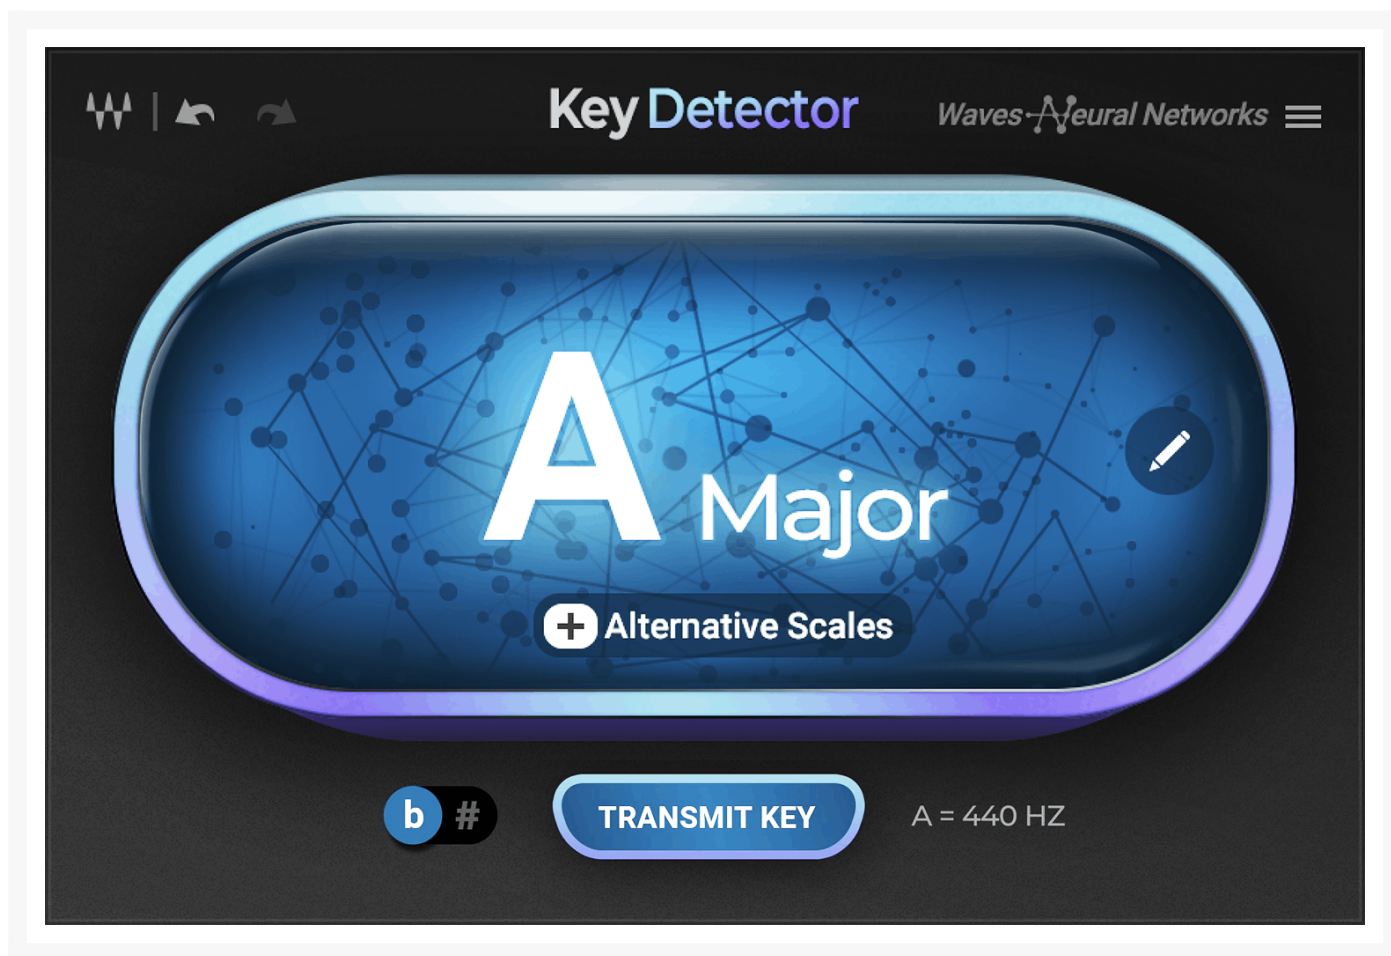 Key Detector
Waves Neural Networks
A Major
+ Alternative Scales
b #
TRANSMIT KEY
A = 440 HZ